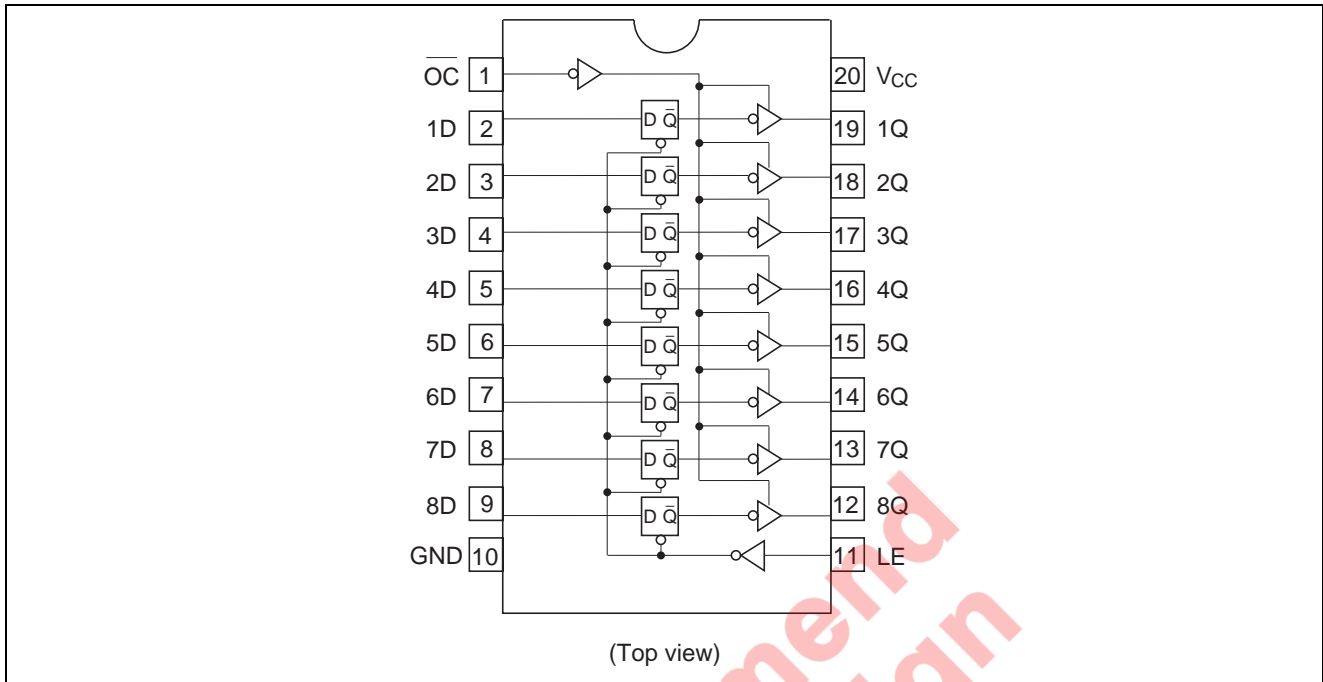 O̅C̅ 1 20 VCC
1D 2 D Q̅ 19 1Q
2D 3 D Q̅ 18 2Q
3D 4 D Q̅ 17 3Q
4D 5 D Q̅ 16 4Q
5D 6 D Q̅ 15 5Q
6D 7 D Q̅ 14 6Q
7D 8 D Q̅ 13 7Q
8D 9 D Q̅ 12 8Q
GND 10 11 LE
(Top view)